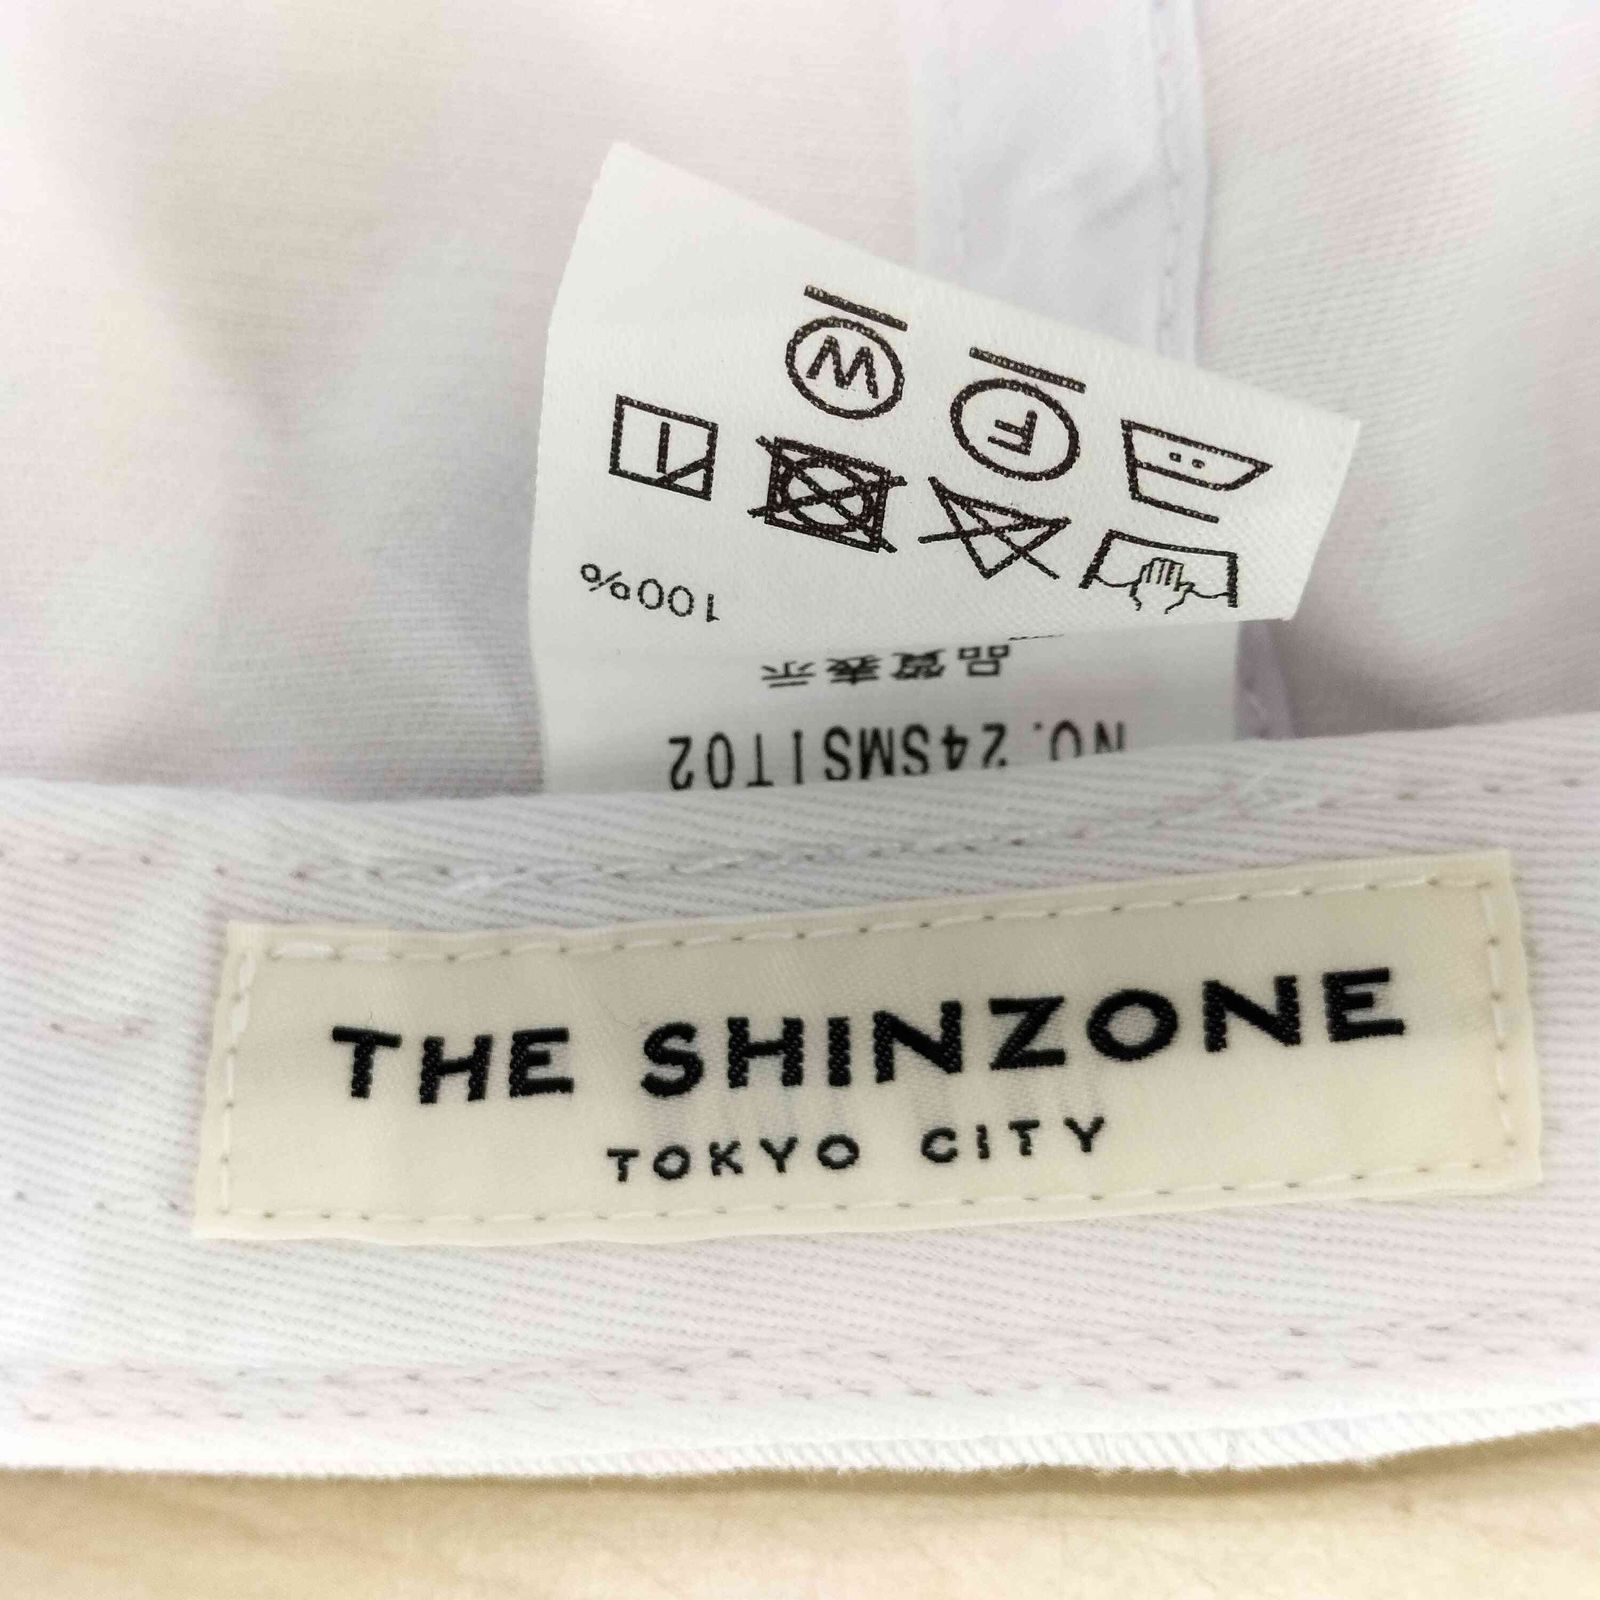 NO. 24SMSIT02
品質表示
100%
W
F
THE SHINZONE
TOKYO CITY